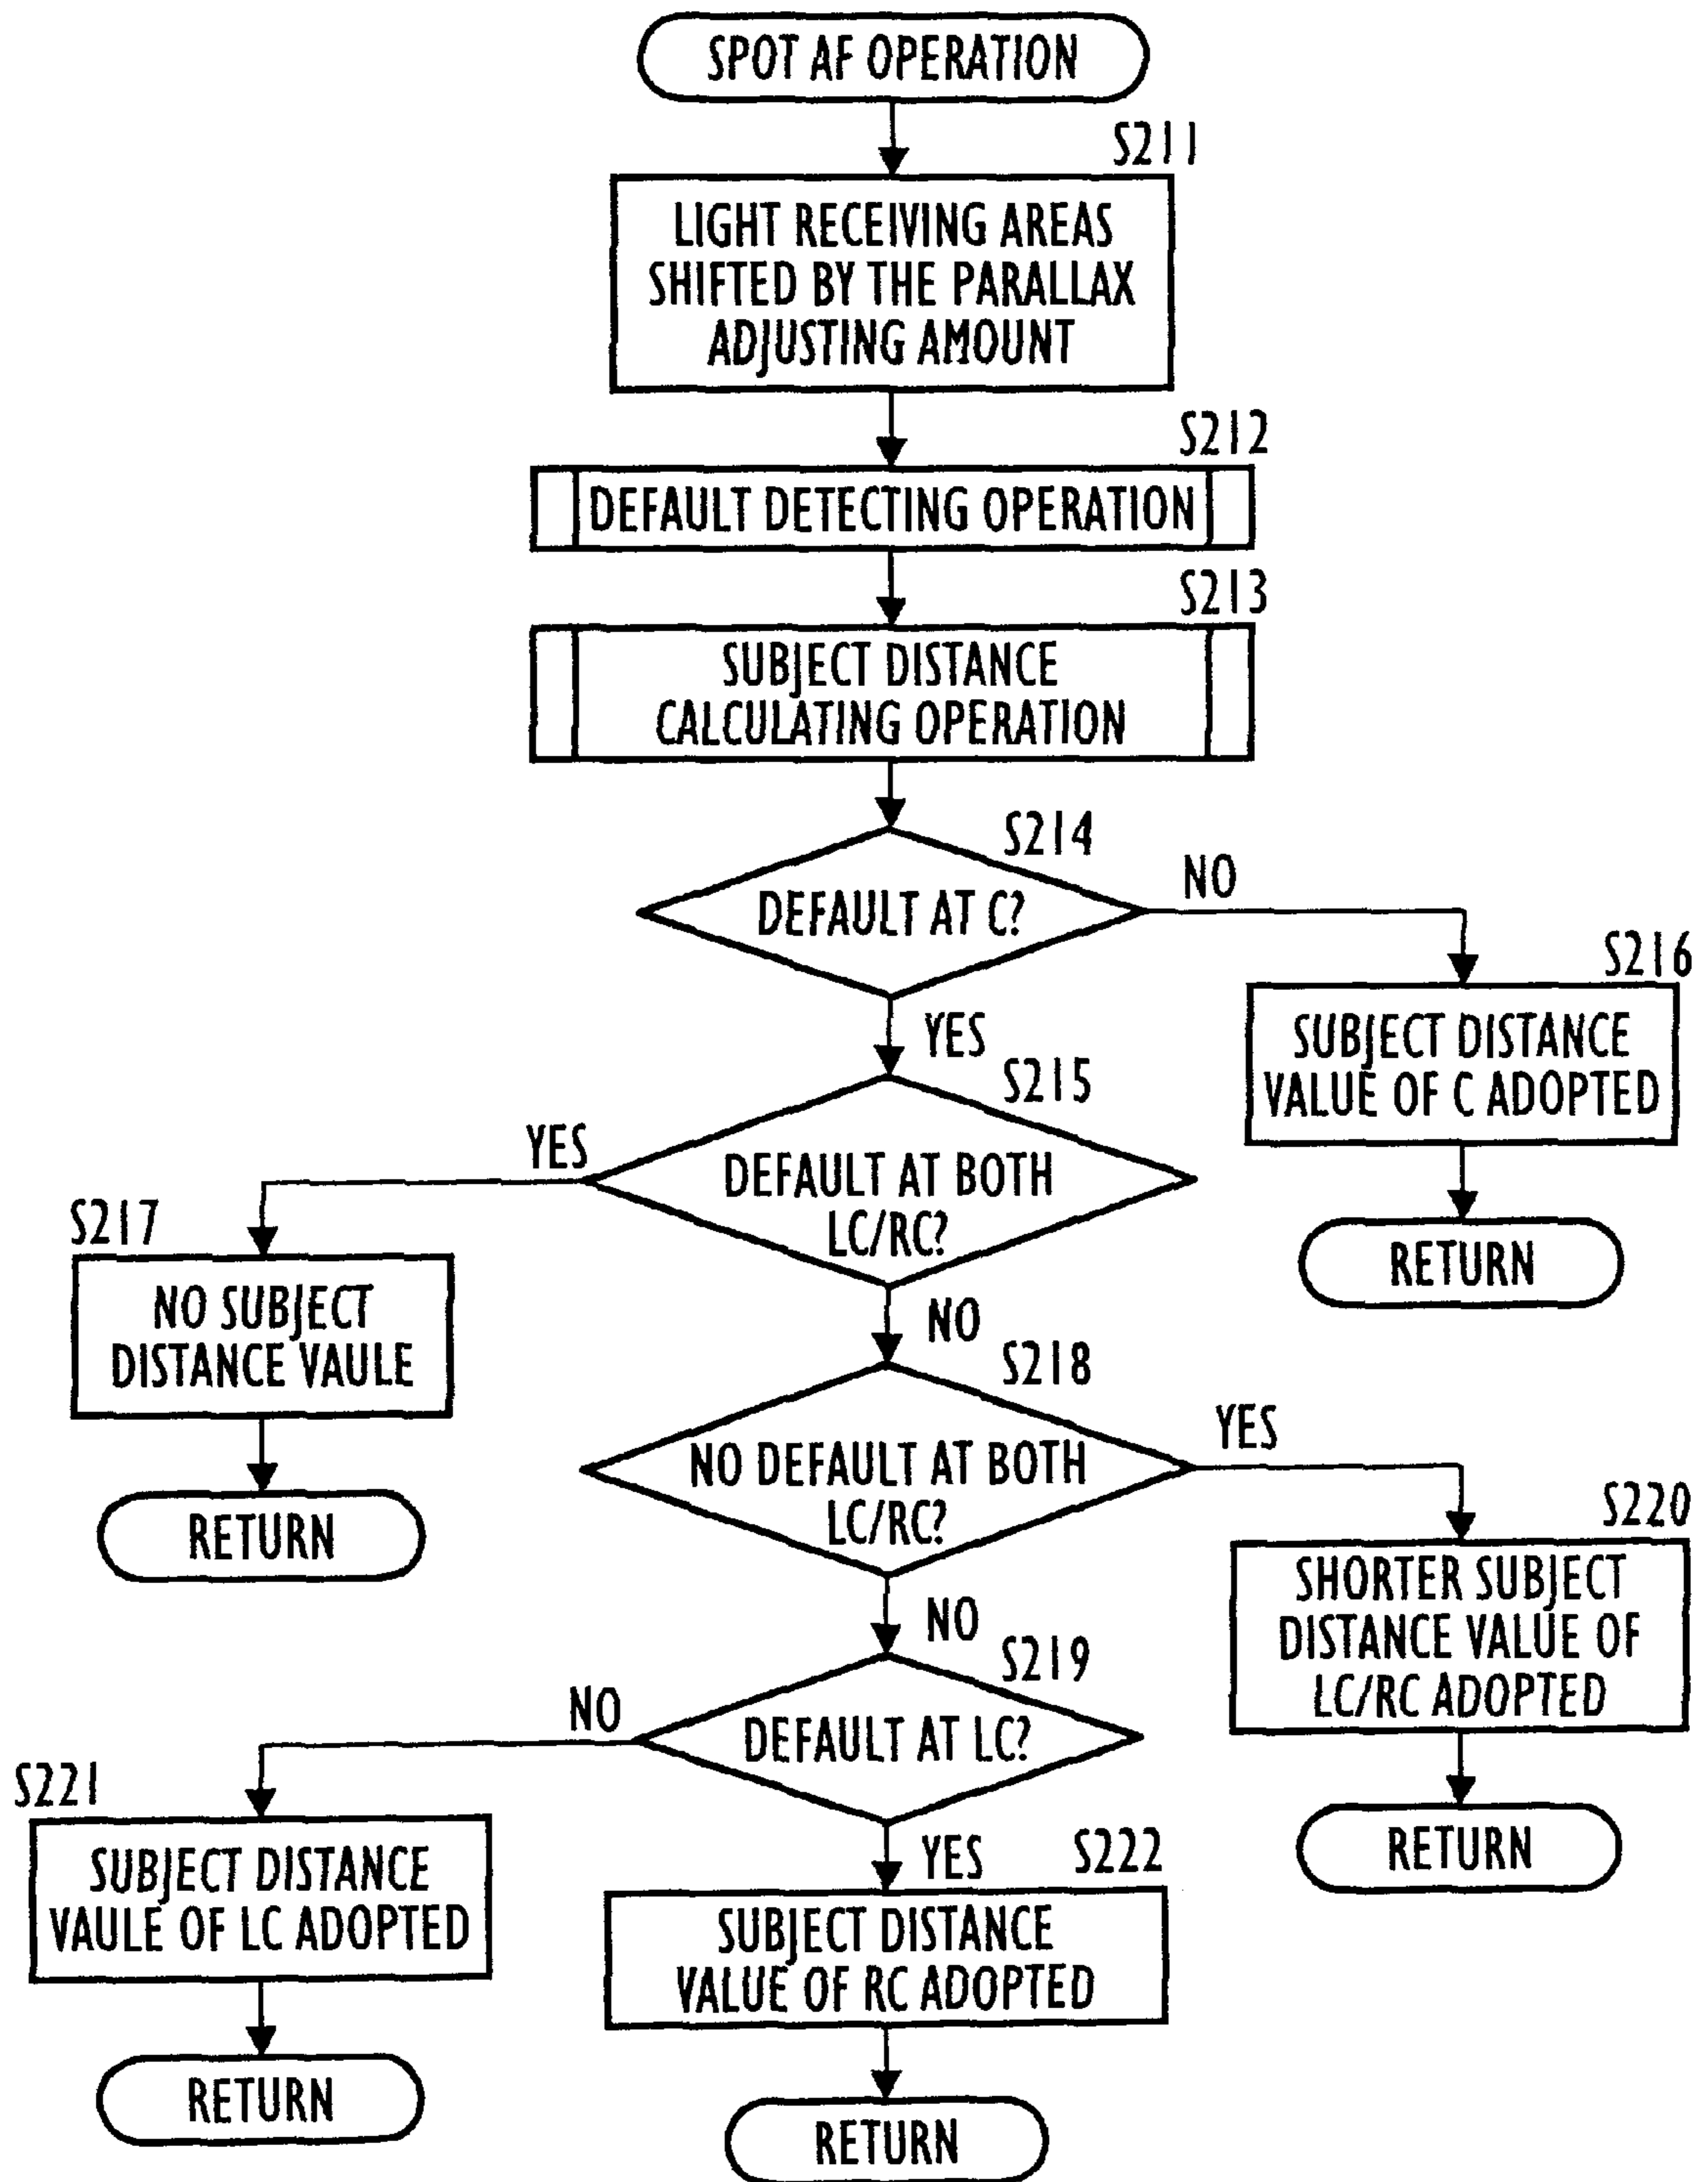 SPOT AF OPERATION
S211
LIGHT RECEIVING AREAS
SHIFTED BY THE PARALLAX
ADJUSTING AMOUNT
S212
DEFAULT DETECTING OPERATION
S213
SUBJECT DISTANCE
CALCULATING OPERATION
S214
DEFAULT AT C?
NO
S216
SUBJECT DISTANCE
VALUE OF C ADOPTED
RETURN
YES
S215
DEFAULT AT BOTH
LC/RC?
YES
S217
NO SUBJECT
DISTANCE VAULE
RETURN
NO
S218
NO DEFAULT AT BOTH
LC/RC?
YES
S220
SHORTER SUBJECT
DISTANCE VALUE OF
LC/RC ADOPTED
RETURN
NO
S219
DEFAULT AT LC?
NO
S221
SUBJECT DISTANCE
VAULE OF LC ADOPTED
RETURN
YES
S222
SUBJECT DISTANCE
VALUE OF RC ADOPTED
RETURN